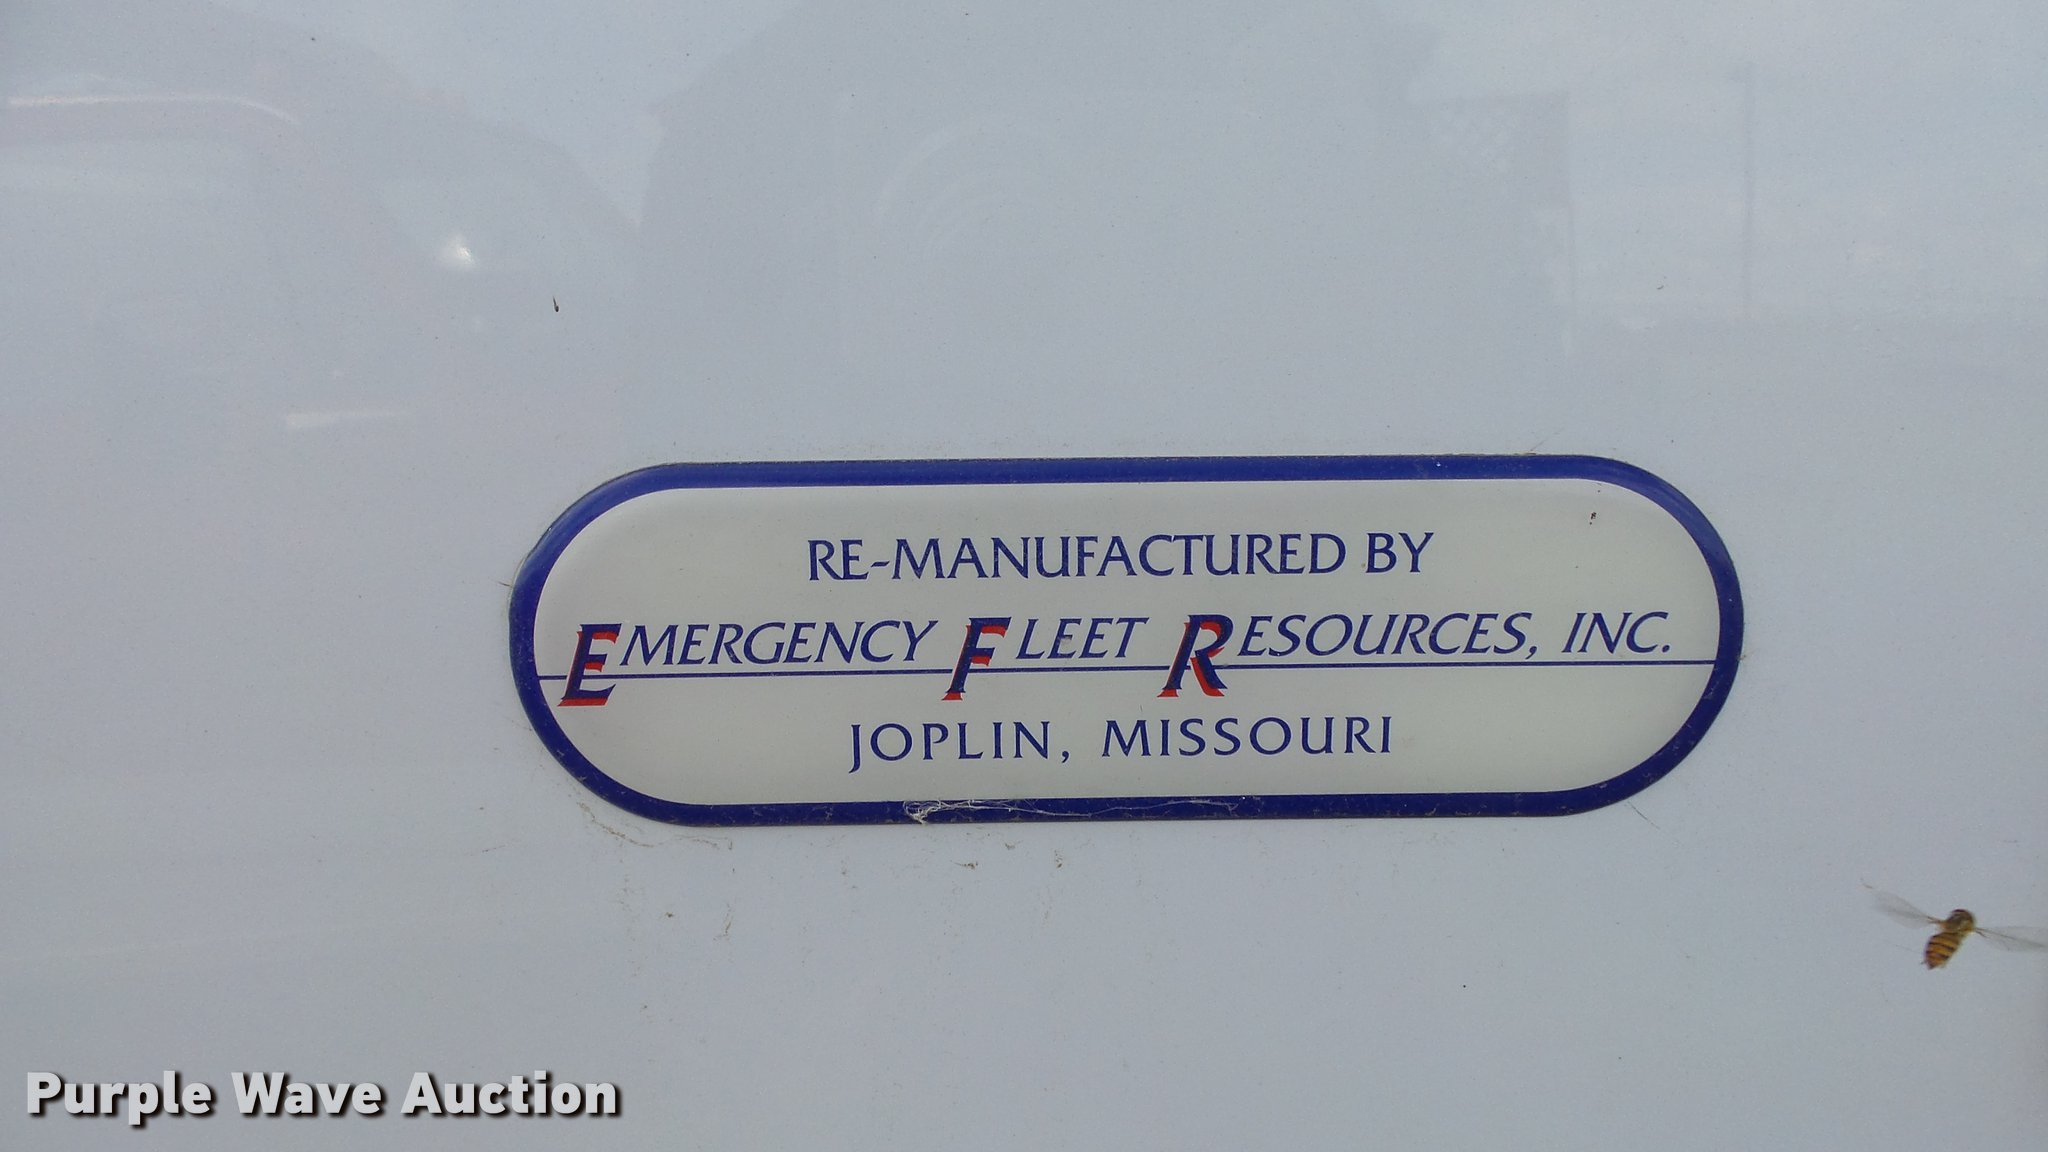 RE-MANUFACTURED BY
EMERGENCY FLEET RESOURCES, INC.
JOPLIN, MISSOURI
Purple Wave Auction